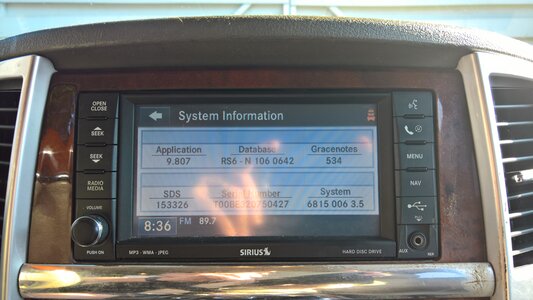 OPEN
CLOSE
SEEK
SEEK
RADIO
MEDIA
VOLUME
PUSH ON
System Information
Application
9.807
Database
RS6 - N 106 0642
Gracenotes
534
SDS
153326
Serial Number
System
6815 006 3.5
8:36
FM 89.7
MP3 · WMA · JPEG
SIRIUS
HARD DISC DRIVE
MENU
NAV
AUX